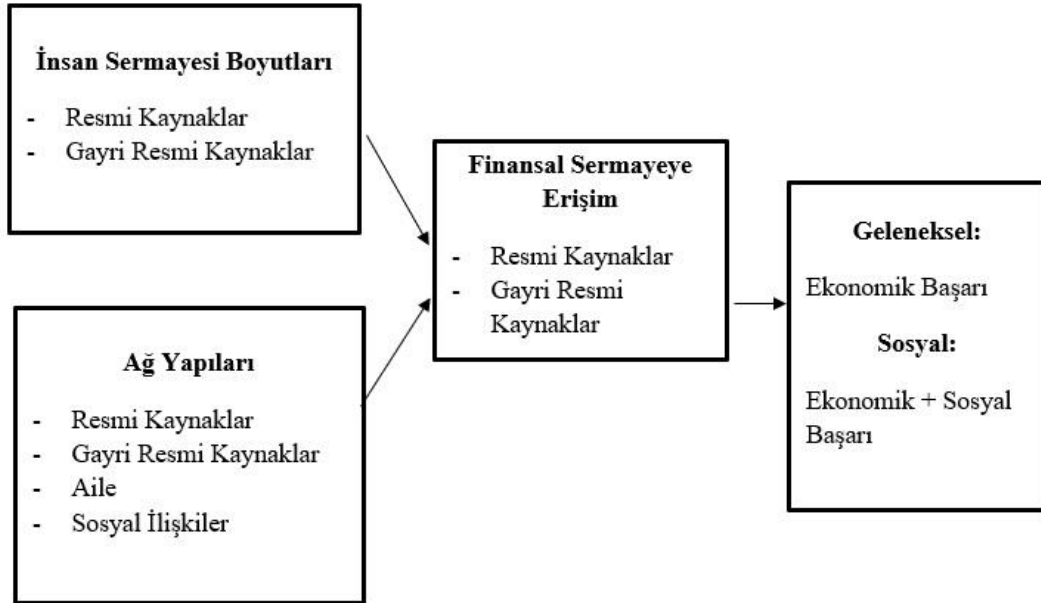 İnsan Sermayesi Boyutları
- Resmi Kaynaklar
- Gayri Resmi Kaynaklar
Ağ Yapıları
- Resmi Kaynaklar
- Gayri Resmi Kaynaklar
- Aile
- Sosyal İlişkiler
Finansal Sermayeye
Erişim
- Resmi Kaynaklar
- Gayri Resmi
Kaynaklar
Geleneksel:
Ekonomik Başarı
Sosyal:
Ekonomik + Sosyal
Başarı